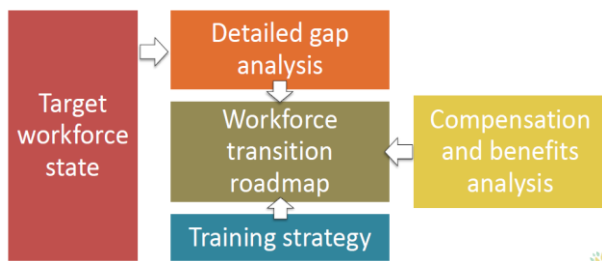 Target
workforce
state
Detailed gap
analysis
Workforce
transition
roadmap
Training strategy
Compensation
and benefits
analysis